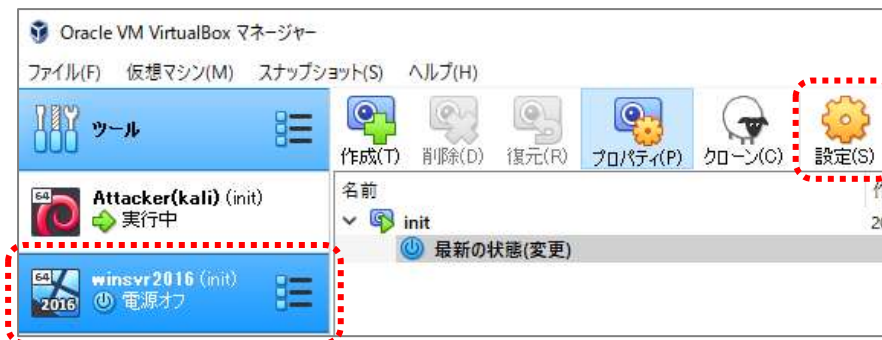 Oracle VM VirtualBox マネージャー
ファイル(F) 仮想マシン(M) スナップショット(S) ヘルプ(H)
ツール
作成(T) 削除(D) 復元(R) プロパティ(P) クローン(C) 設定(S)
64
Attacker(kali) (init)
実行中
64
2016
winsvr2016 (init)
電源オフ
名前
init
最新の状態(変更)